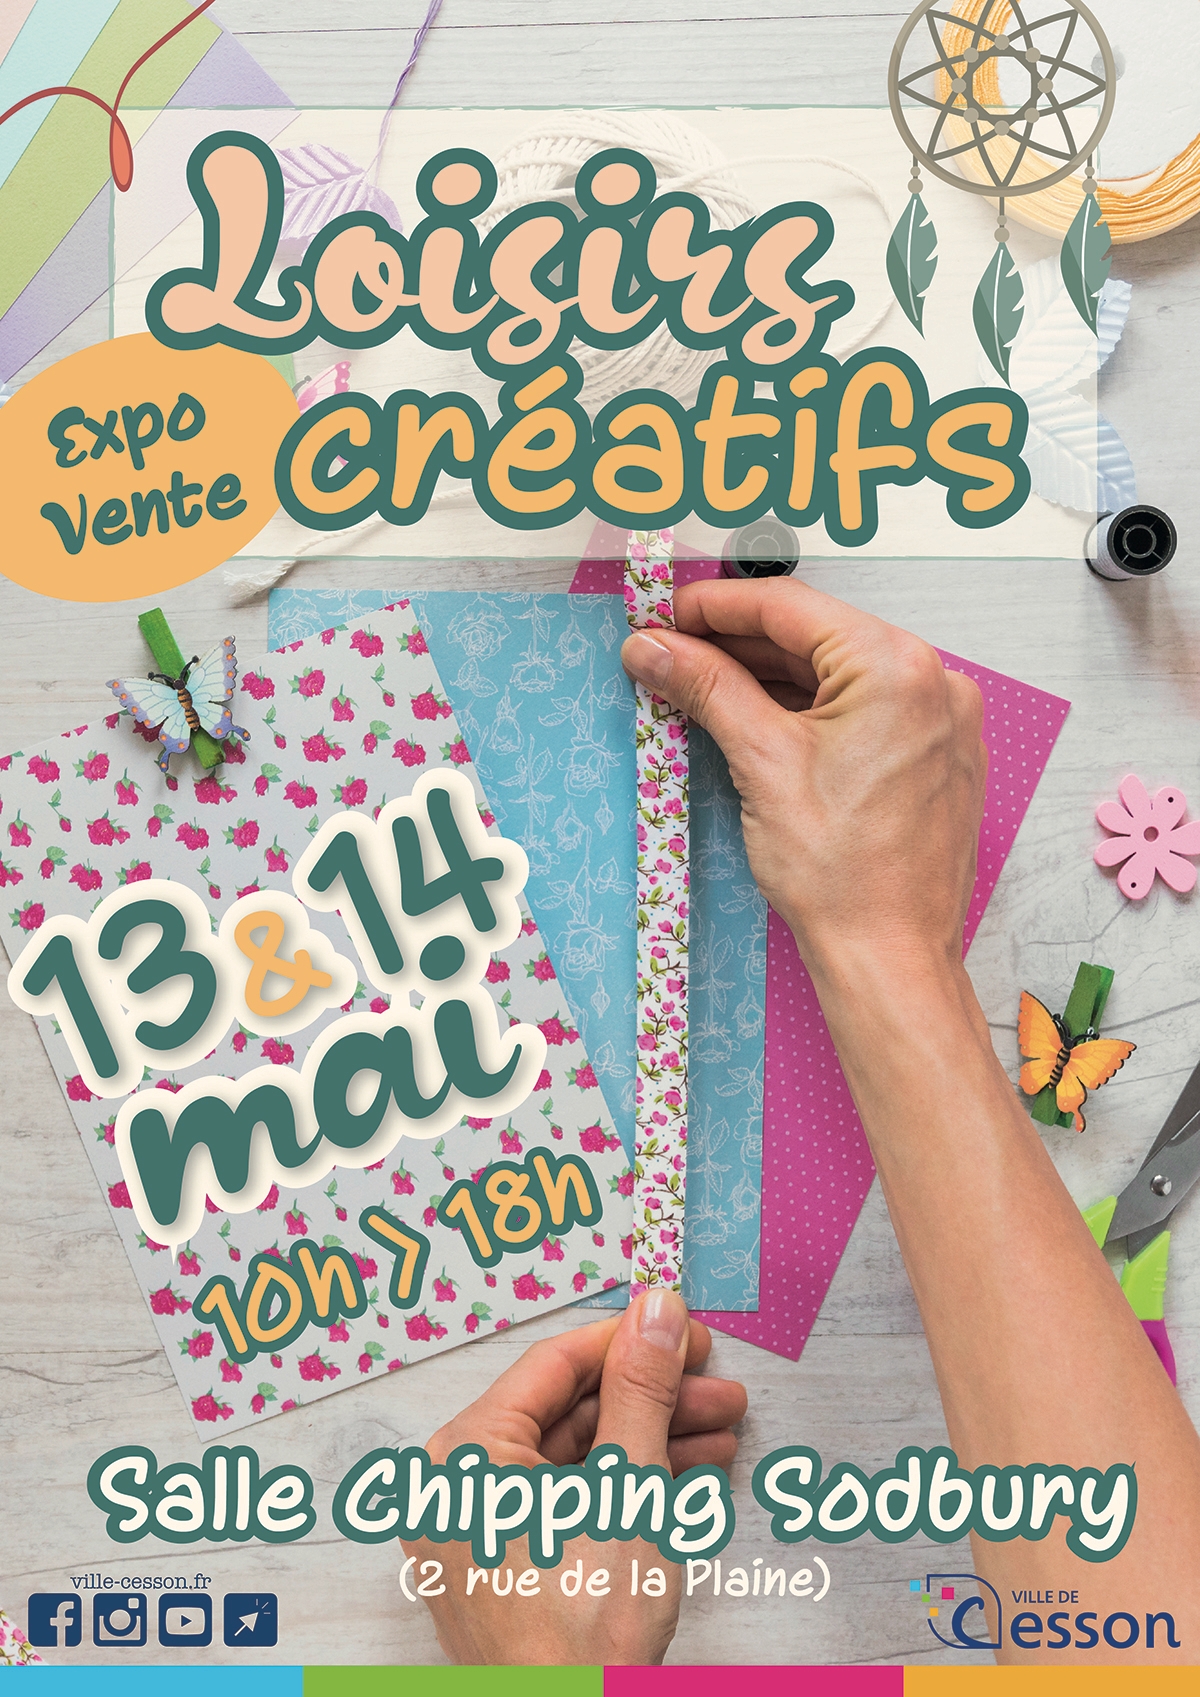 Loisirs
créatifs
Expo
Vente
13 & 14
mai
10h > 18h
Salle Chipping Sodbury
(2 rue de la Plaine)
ville-cesson.fr
VILLE DE
Cesson